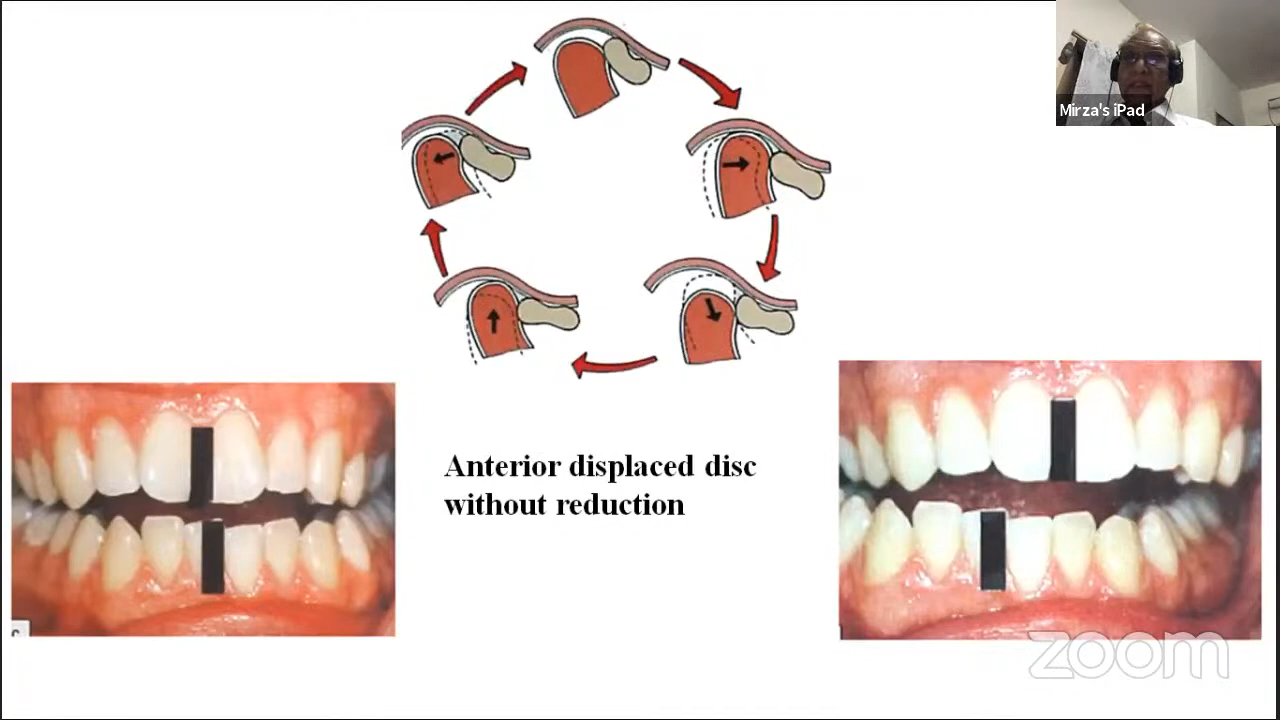 Mirza's iPad
Anterior displaced disc
without reduction
C
zoom